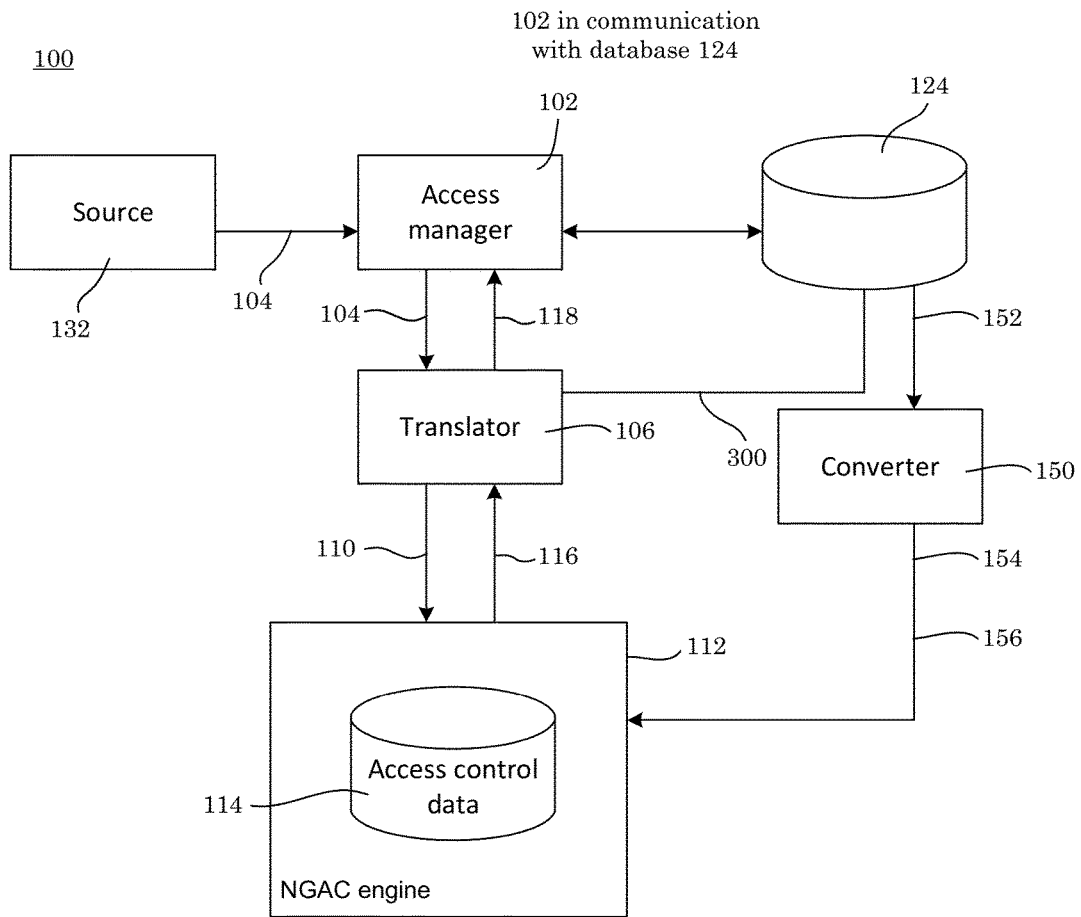 102 in communication
with database 124
100
102
124
Source
Access
manager
104
132
104
118
152
Translator
106
300
Converter
150
110
116
154
112
156
Access control
data
114
NGAC engine